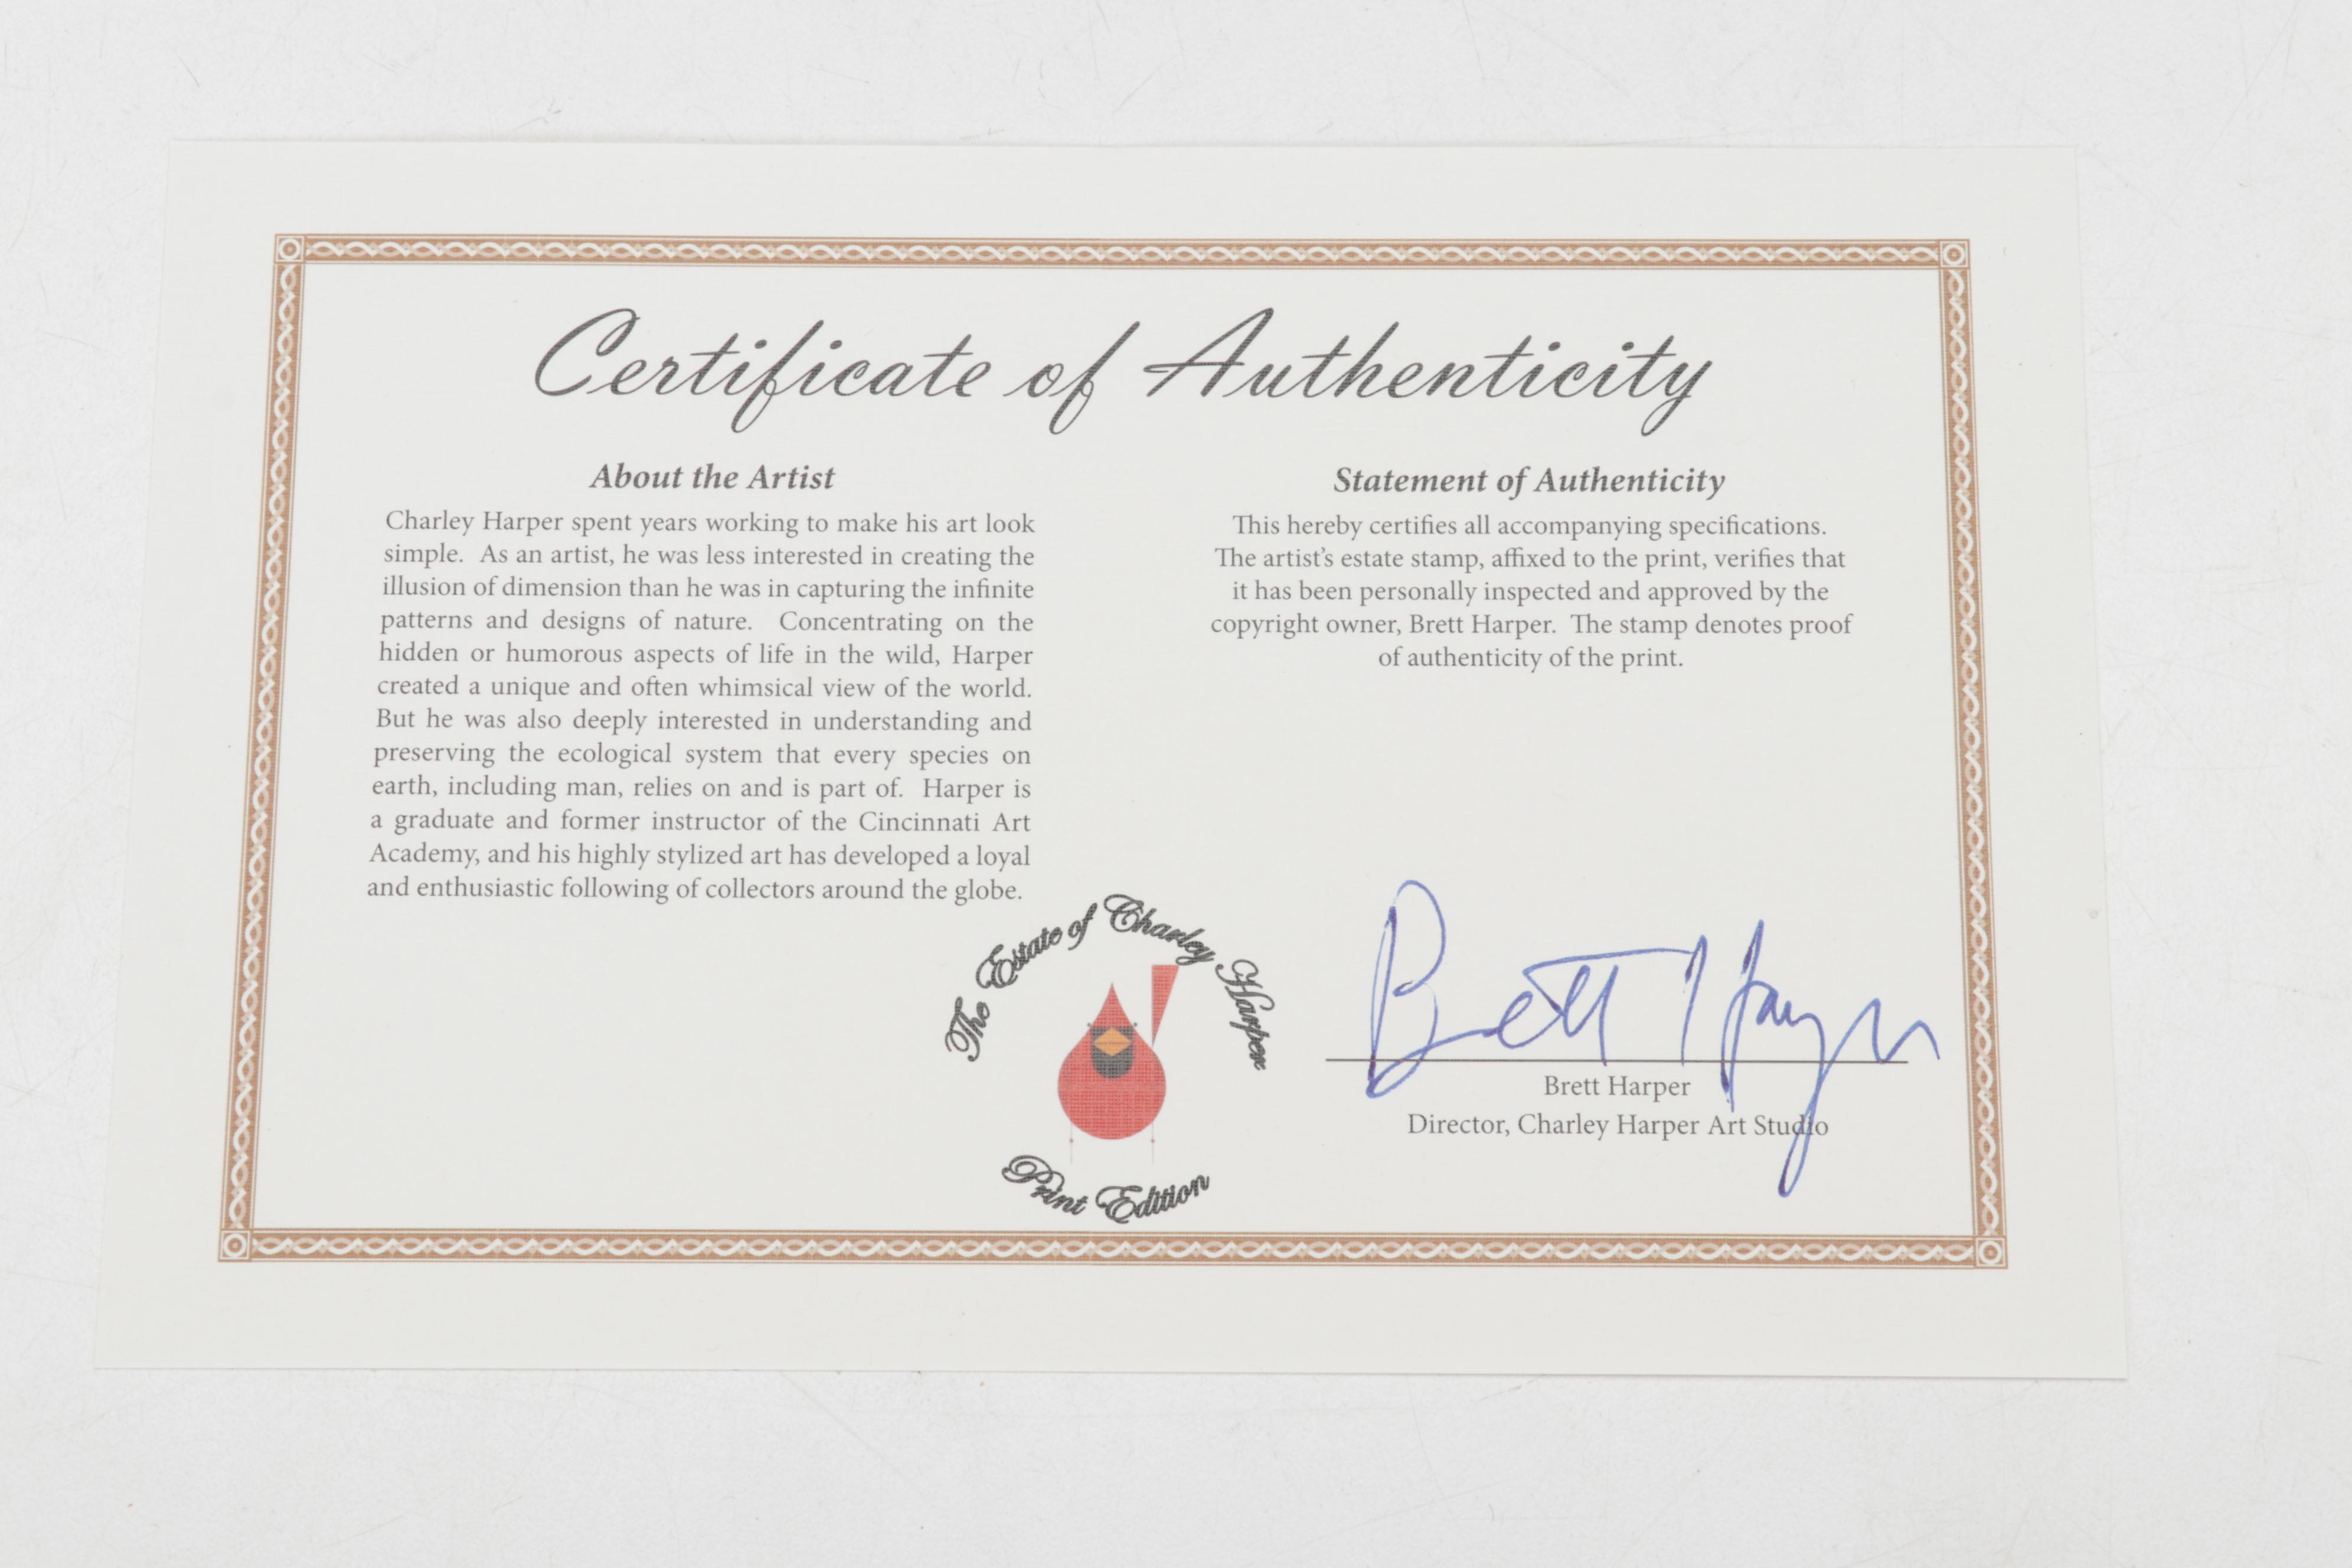 Certificate of Authenticity
About the Artist
Charley Harper spent years working to make his art look
simple. As an artist, he was less interested in creating the
illusion of dimension than he was in capturing the infinite
patterns and designs of nature. Concentrating on the
hidden or humorous aspects of life in the wild, Harper
created a unique and often whimsical view of the world.
But he was also deeply interested in understanding and
preserving the ecological system that every species on
earth, including man, relies on and is part of. Harper is
a graduate and former instructor of the Cincinnati Art
Academy, and his highly stylized art has developed a loyal
and enthusiastic following of collectors around the globe.
Statement of Authenticity
This hereby certifies all accompanying specifications.
The artist's estate stamp, affixed to the print, verifies that
it has been personally inspected and approved by the
copyright owner, Brett Harper. The stamp denotes proof
of authenticity of the print.
The Estate of Charley Harper
Print Edition
Brett Harper
Brett Harper
Director, Charley Harper Art Studio